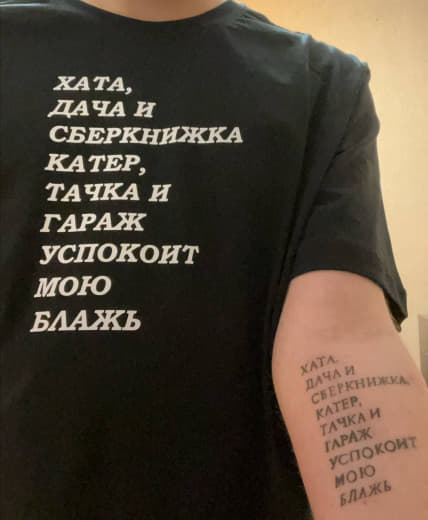 ХАТА,
ДАЧА И
СБЕРКНИЖКА
КАТЕР,
ТАЧКА И
ГАРАЖ
УСПОКОИТ
МОЮ
БЛАЖЬ
ХАТА,
ДАЧА И
СБЕРКНИЖКА
КАТЕР,
ТАЧКА И
ГАРАЖ
УСПОКОИТ
МОЮ
БЛАЖЬ